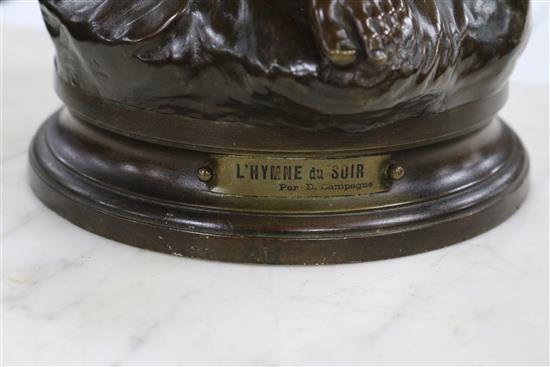 L'HYMNE du SOIR
Par D. Campagne